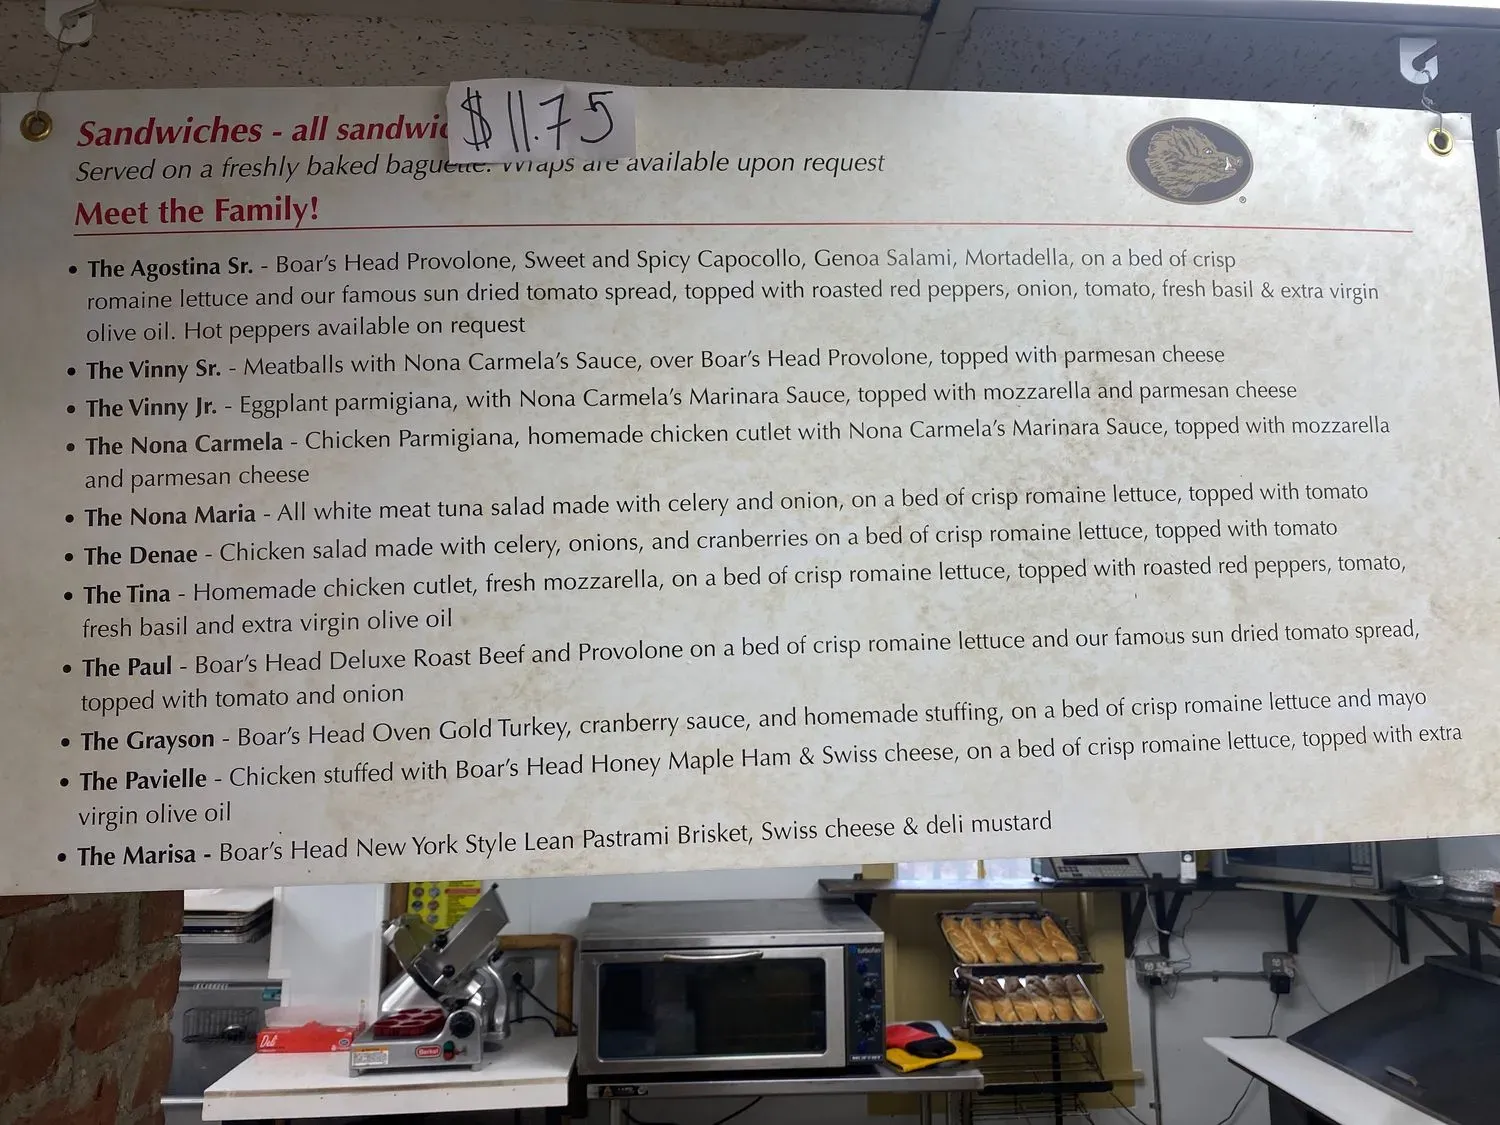 Sandwiches - all sandwic $11.75
Served on a freshly baked baguette. Wraps are available upon request
Meet the Family!
®
• The Agostina Sr. - Boar's Head Provolone, Sweet and Spicy Capocollo, Genoa Salami, Mortadella, on a bed of crisp
romaine lettuce and our famous sun dried tomato spread, topped with roasted red peppers, onion, tomato, fresh basil & extra virgin
olive oil. Hot peppers available on request
• The Vinny Sr. - Meatballs with Nona Carmela's Sauce, over Boar's Head Provolone, topped with parmesan cheese
• The Vinny Jr. - Eggplant parmigiana, with Nona Carmela's Marinara Sauce, topped with mozzarella and parmesan cheese
• The Nona Carmela - Chicken Parmigiana, homemade chicken cutlet with Nona Carmela's Marinara Sauce, topped with mozzarella
and parmesan cheese
• The Nona Maria - All white meat tuna salad made with celery and onion, on a bed of crisp romaine lettuce, topped with tomato
• The Denae - Chicken salad made with celery, onions, and cranberries on a bed of crisp romaine lettuce, topped with tomato
• The Tina - Homemade chicken cutlet, fresh mozzarella, on a bed of crisp romaine lettuce, topped with roasted red peppers, tomato,
fresh basil and extra virgin olive oil
• The Paul - Boar's Head Deluxe Roast Beef and Provolone on a bed of crisp romaine lettuce and our famous sun dried tomato spread,
topped with tomato and onion
• The Grayson - Boar's Head Oven Gold Turkey, cranberry sauce, and homemade stuffing, on a bed of crisp romaine lettuce and mayo
• The Pavielle - Chicken stuffed with Boar's Head Honey Maple Ham & Swiss cheese, on a bed of crisp romaine lettuce, topped with extra
virgin olive oil
• The Marisa - Boar's Head New York Style Lean Pastrami Brisket, Swiss cheese & deli mustard
turbofan
Deli
Berkel